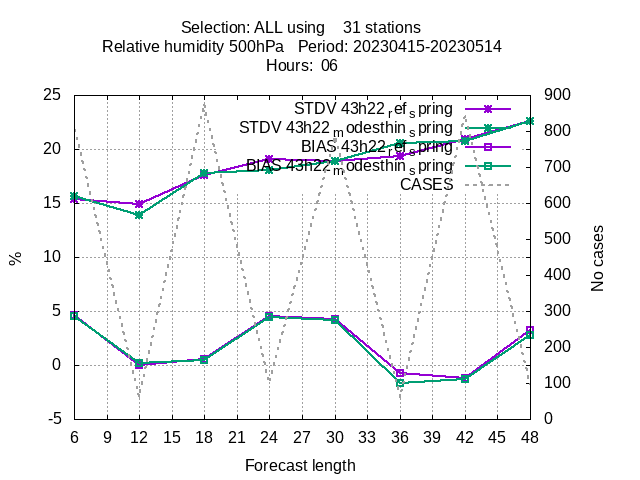 Selection: ALL using    31 stations
Relative humidity 500hPa   Period: 20230415-20230514
Hours:  06
STDV 43h22_ref_spring
STDV 43h22_modesthin_spring
BIAS 43h22_ref_spring
BIAS 43h22_modesthin_spring
CASES
25
20
15
10
5
0
-5
%
900
800
700
600
500
400
300
200
100
0
No cases
6 9 12 15 18 21 24 27 30 33 36 39 42 45 48
Forecast length